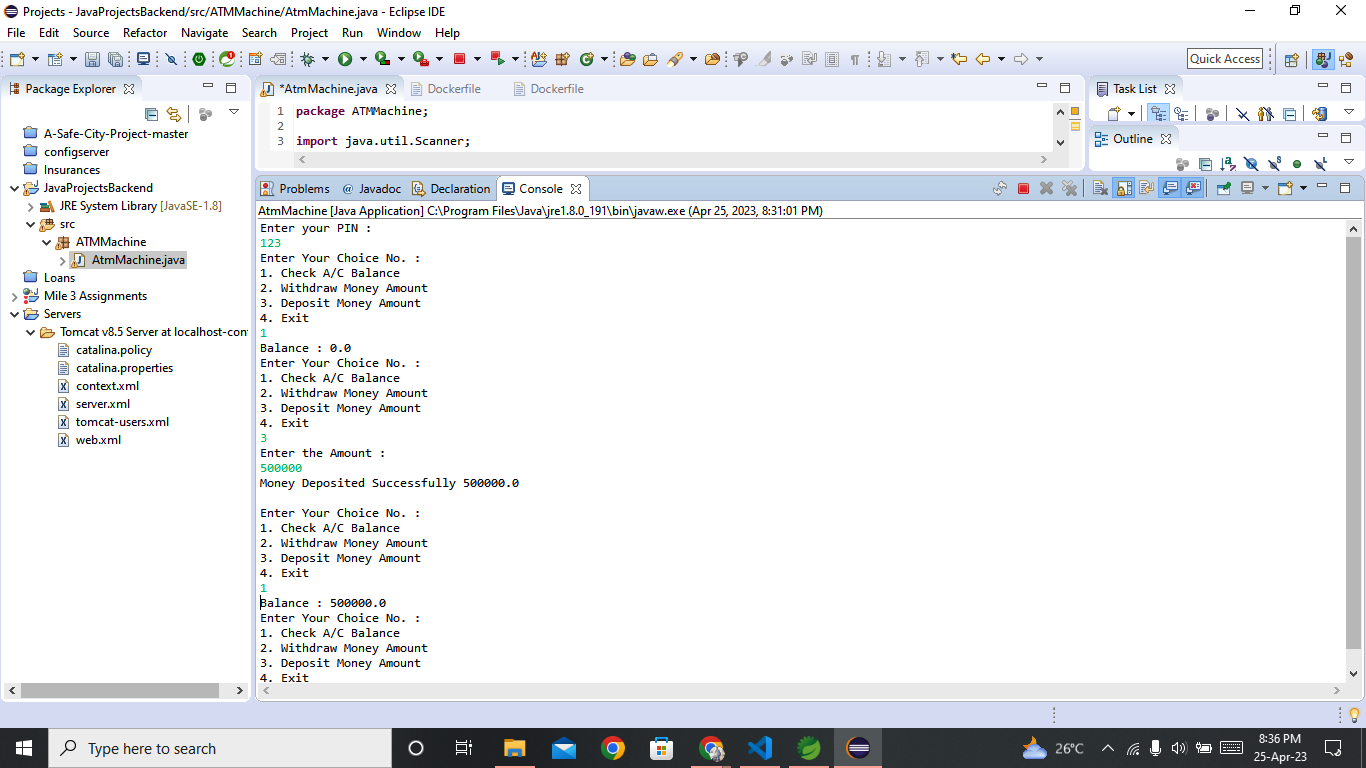 Projects - JavaProjectsBackend/src/ATMMachine/AtmMachine.java - Eclipse IDE
File Edit Source Refactor Navigate Search Project Run Window Help
Quick Access
Package Explorer
A-Safe-City-Project-master
configserver
Insurances
JavaProjectsBackend
JRE System Library [JavaSE-1.8]
src
ATMMachine
AtmMachine.java
Loans
Mile 3 Assignments
Servers
Tomcat v8.5 Server at localhost-con
catalina.policy
catalina.properties
context.xml
server.xml
tomcat-users.xml
web.xml
*AtmMachine.java Dockerfile Dockerfile
1 package ATMMachine;
2
3 import java.util.Scanner;
Task List
Outline
Problems @ Javadoc Declaration Console
AtmMachine [Java Application] C:\Program Files\Java\jre1.8.0_191\bin\javaw.exe (Apr 25, 2023, 8:31:01 PM)
Enter your PIN :
123
Enter Your Choice No. :
1. Check A/C Balance
2. Withdraw Money Amount
3. Deposit Money Amount
4. Exit
1
Balance : 0.0
Enter Your Choice No. :
1. Check A/C Balance
2. Withdraw Money Amount
3. Deposit Money Amount
4. Exit
3
Enter the Amount :
500000
Money Deposited Successfully 500000.0
Enter Your Choice No. :
1. Check A/C Balance
2. Withdraw Money Amount
3. Deposit Money Amount
4. Exit
1
Balance : 500000.0
Enter Your Choice No. :
1. Check A/C Balance
2. Withdraw Money Amount
3. Deposit Money Amount
4. Exit
Type here to search
26°C
8:36 PM
25-Apr-23